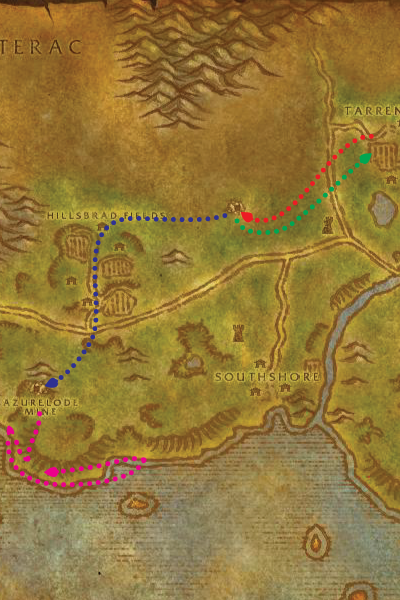 TERAC
TARREN
HILLSBRAD FIELDS
SOUTHSHORE
AZURELODE
MINE